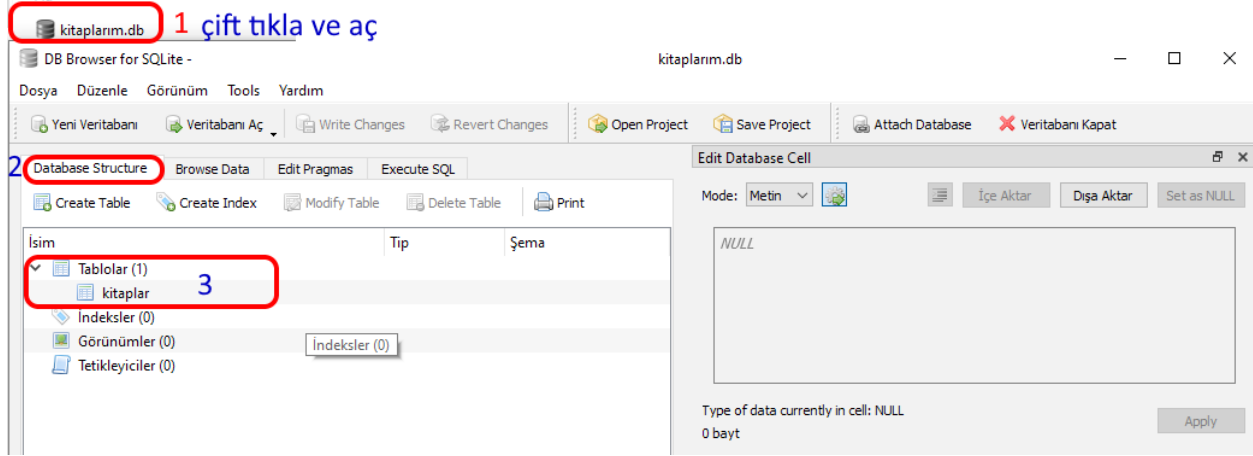 kitaplarım.db 1 çift tıkla ve aç
DB Browser for SQLite - kitaplarım.db
Dosya Düzenle Görünüm Tools Yardım
Yeni Veritabanı Veritabanı Aç Write Changes Revert Changes Open Project Save Project Attach Database Veritabanı Kapat
2 Database Structure Browse Data Edit Pragmas Execute SQL
Create Table Create Index Modify Table Delete Table Print
İsim Tip Şema
Tablolar (1)
kitaplar 3
İndeksler (0)
Görünümler (0)
İndeksler (0)
Tetikleyiciler (0)
Edit Database Cell
Mode: Metin İçe Aktar Dışa Aktar Set as NULL
NULL
Type of data currently in cell: NULL
0 bayt
Apply